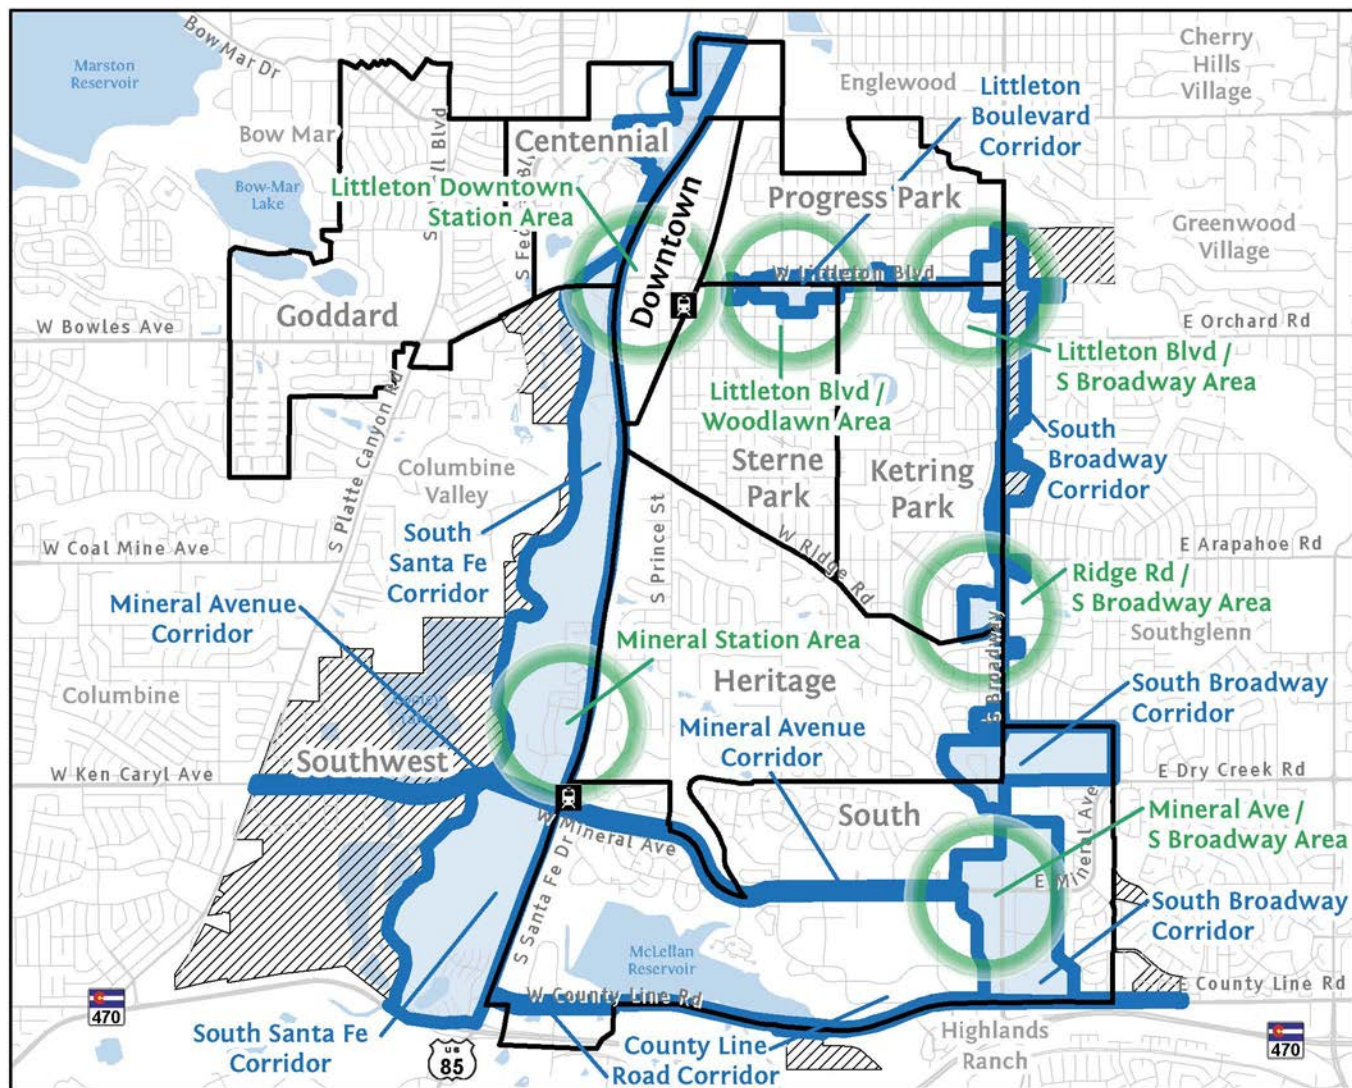 Bow Mar Dr
Marston
Reservoir
Cherry
Hills
Village
Englewood
Littleton
Boulevard
Corridor
Bow Mar
Centennial
Bow-Mar
Lake
Littleton Downtown
Station Area
Downtown
Progress Park
Greenwood
Village
W Littleton Blvd
Goddard
W Bowles Ave
E Orchard Rd
Littleton Blvd /
S Broadway Area
Littleton Blvd /
Woodlawn Area
S Platte Canyon Rd
South
Broadway
Corridor
Columbine
Valley
Sterne
Park
Ketring
Park
South
Santa Fe
Corridor
S Prince St
W Ridge Rd
W Coal Mine Ave
E Arapahoe Rd
Ridge Rd /
S Broadway Area
Southglenn
Mineral Avenue
Corridor
Mineral Station Area
S Broadway
Columbine
Heritage
South Broadway
Corridor
Mineral Avenue
Corridor
Southwest
W Ken Caryl Ave
E Dry Creek Rd
South
W Mineral Ave
Mineral Ave /
S Broadway Area
E Mineral Ave
S Santa Fe Dr
South Broadway
Corridor
McLellan
Reservoir
W County Line Rd
E County Line Rd
470
South Santa Fe
Corridor
US
85
County Line
Road Corridor
Highlands
Ranch
470